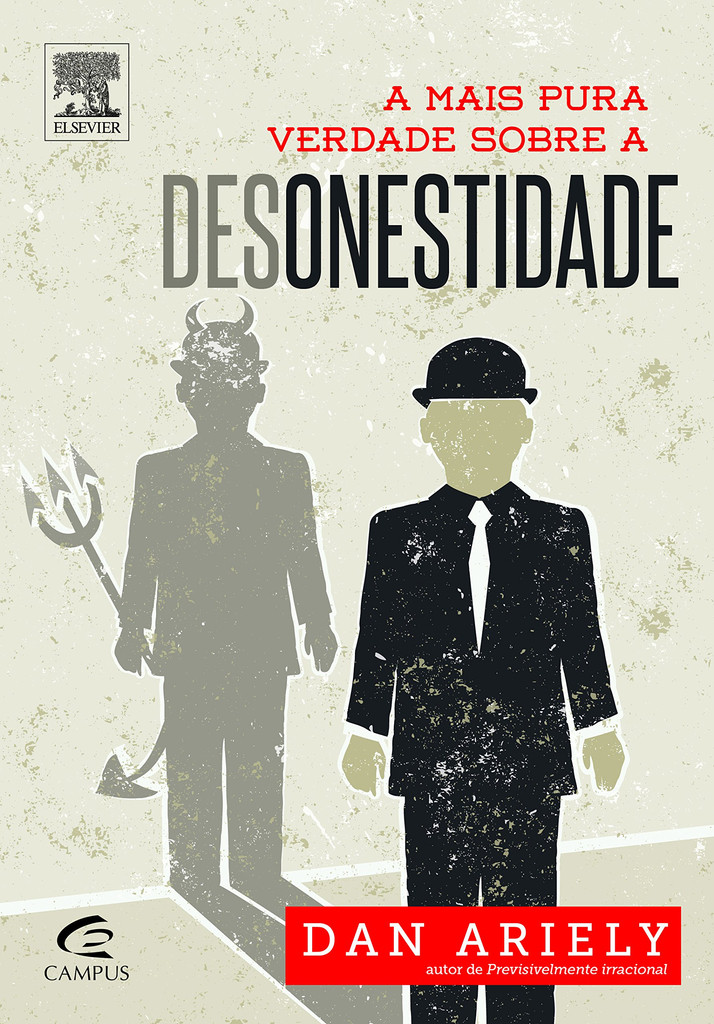 ELSEVIER
A MAIS PURA
VERDADE SOBRE A
DESONESTIDADE
CAMPUS
DAN ARIELY
autor de Previsivelmente irracional